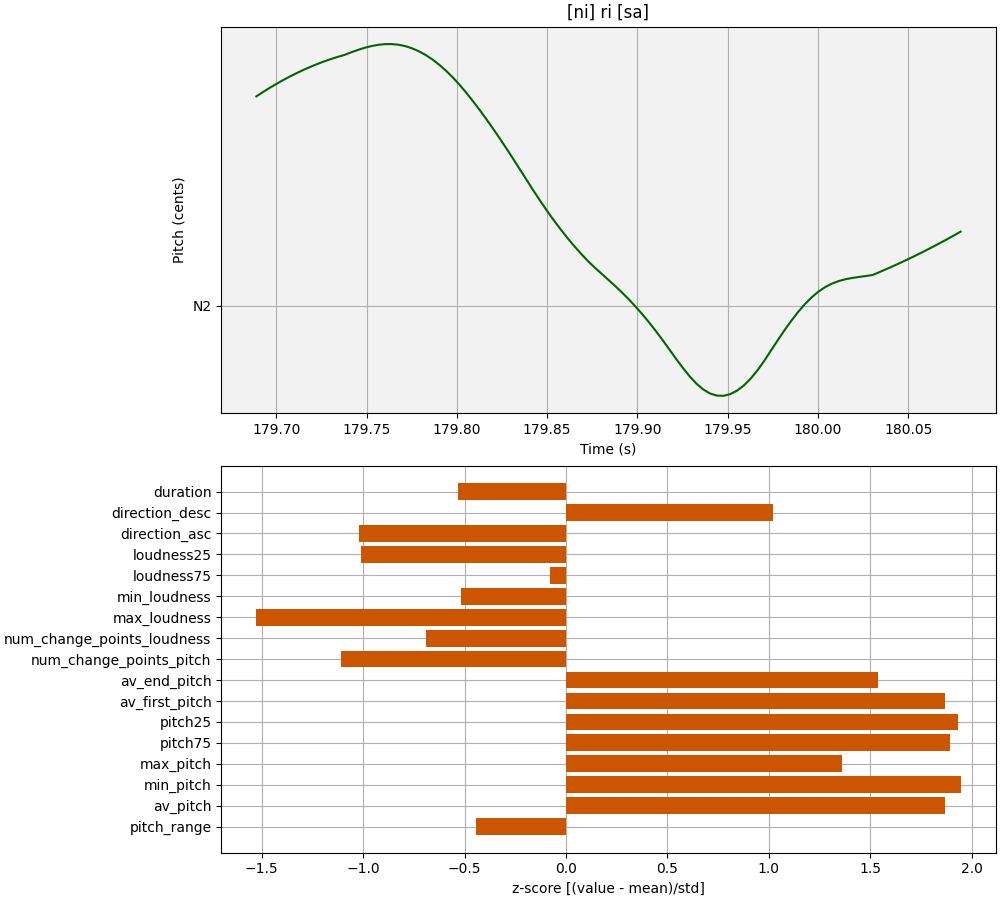 [ni] ri [sa]
Pitch (cents)
N2
179.70 179.75 179.80 179.85 179.90 179.95 180.00 180.05
Time (s)
duration
direction_desc
direction_asc
loudness25
loudness75
min_loudness
max_loudness
num_change_points_loudness
num_change_points_pitch
av_end_pitch
av_first_pitch
pitch25
pitch75
max_pitch
min_pitch
av_pitch
pitch_range
−1.5 −1.0 −0.5 0.0 0.5 1.0 1.5 2.0
z-score [(value - mean)/std]